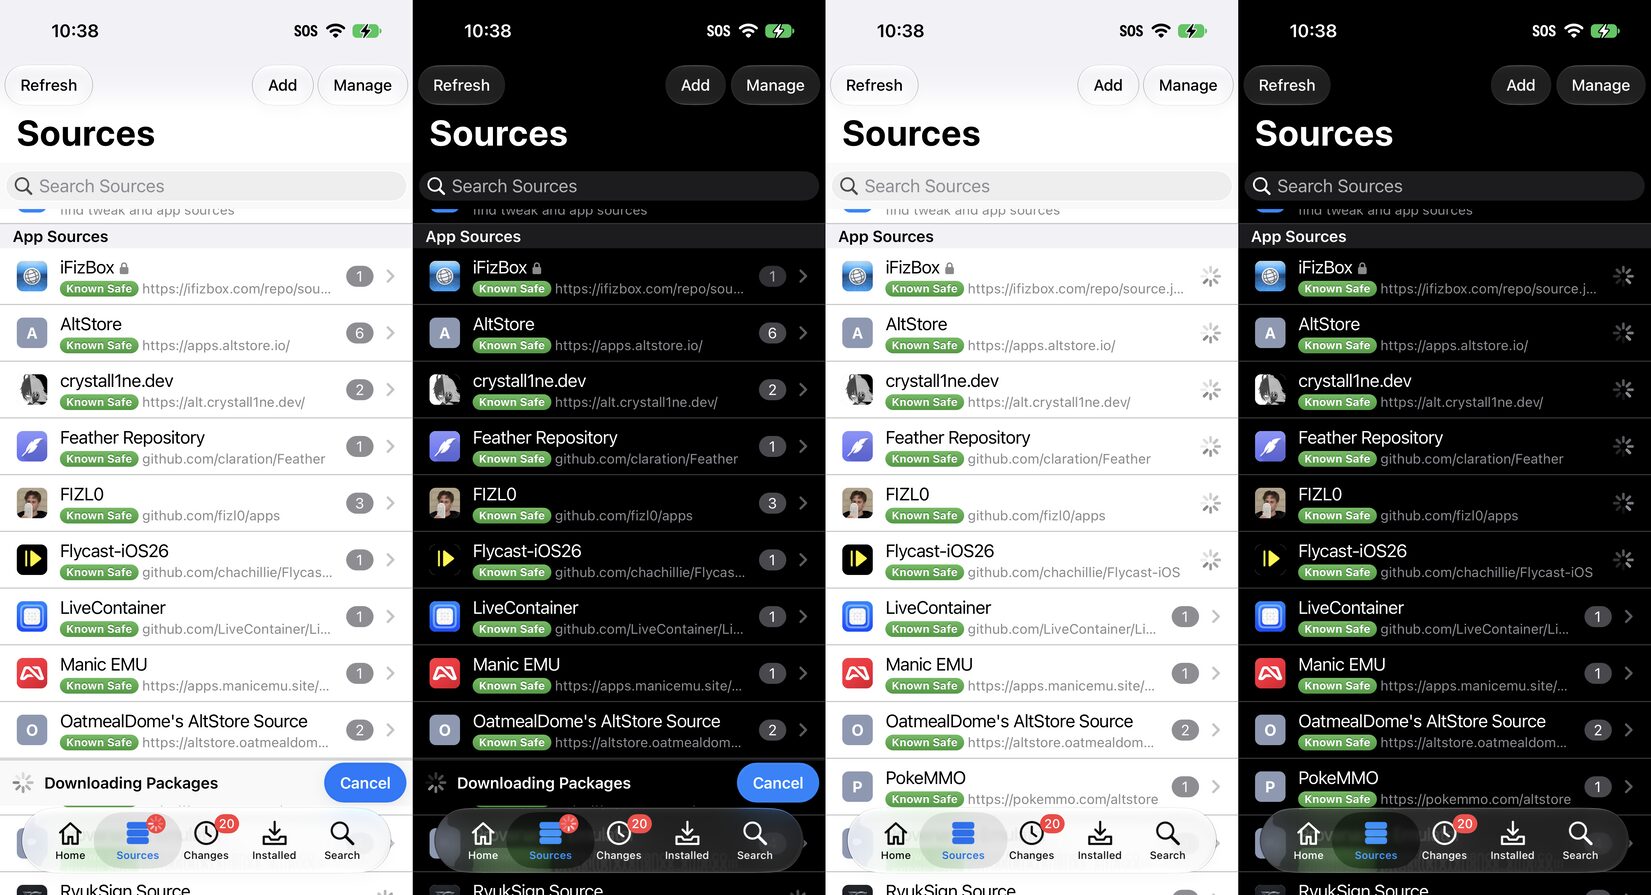 10:38
SOS
Refresh
Add
Manage
Sources
Search Sources
find tweak and app sources
App Sources
iFizBox
1
Known Safe https://ifizbox.com/repo/sou...
AltStore
6
Known Safe https://apps.altstore.io/
crystall1ne.dev
2
Known Safe https://alt.crystall1ne.dev/
Feather Repository
1
Known Safe github.com/claration/Feather
FIZL0
3
Known Safe github.com/fizl0/apps
Flycast-iOS26
1
Known Safe github.com/chachillie/Flycas...
LiveContainer
1
Known Safe github.com/LiveContainer/Li...
Manic EMU
1
Known Safe https://apps.manicemu.site/...
O
OatmealDome's AltStore Source
2
Known Safe https://altstore.oatmealdom...
Downloading Packages
Cancel
20
Home
Sources
Changes
Installed
Search
RyukSign Source
10:38
SOS
Refresh
Add
Manage
Sources
Search Sources
find tweak and app sources
App Sources
iFizBox
1
Known Safe https://ifizbox.com/repo/sou...
A
AltStore
6
Known Safe https://apps.altstore.io/
crystall1ne.dev
2
Known Safe https://alt.crystall1ne.dev/
Feather Repository
1
Known Safe github.com/claration/Feather
FIZL0
3
Known Safe github.com/fizl0/apps
Flycast-iOS26
1
Known Safe github.com/chachillie/Flycas...
LiveContainer
1
Known Safe github.com/LiveContainer/Li...
Manic EMU
1
Known Safe https://apps.manicemu.site/...
O
OatmealDome's AltStore Source
2
Known Safe https://altstore.oatmealdom...
Downloading Packages
Cancel
20
Home
Sources
Changes
Installed
Search
RyukSign Source
10:38
SOS
Refresh
Add
Manage
Sources
Search Sources
find tweak and app sources
App Sources
iFizBox
Known Safe https://ifizbox.com/repo/source.j...
A
AltStore
Known Safe https://apps.altstore.io/
crystall1ne.dev
Known Safe https://alt.crystall1ne.dev/
Feather Repository
Known Safe github.com/claration/Feather
FIZL0
Known Safe github.com/fizl0/apps
Flycast-iOS26
Known Safe github.com/chachillie/Flycast-iOS
LiveContainer
1
Known Safe github.com/LiveContainer/Li...
Manic EMU
1
Known Safe https://apps.manicemu.site/...
O
OatmealDome's AltStore Source
2
Known Safe https://altstore.oatmealdom...
P
PokeMMO
1
Known Safe https://pokemmo.com/altstore
20
Home
Sources
Changes
Installed
Search
RyukSign Source
10:38
SOS
Refresh
Add
Manage
Sources
Search Sources
find tweak and app sources
App Sources
iFizBox
Known Safe https://ifizbox.com/repo/source.j...
A
AltStore
Known Safe https://apps.altstore.io/
crystall1ne.dev
Known Safe https://alt.crystall1ne.dev/
Feather Repository
Known Safe github.com/claration/Feather
FIZL0
Known Safe github.com/fizl0/apps
Flycast-iOS26
Known Safe github.com/chachillie/Flycast-iOS
LiveContainer
1
Known Safe github.com/LiveContainer/Li...
Manic EMU
1
Known Safe https://apps.manicemu.site/...
O
OatmealDome's AltStore Source
2
Known Safe https://altstore.oatmealdom...
P
PokeMMO
1
Known Safe https://pokemmo.com/altstore
20
Home
Sources
Changes
Installed
Search
RyukSign Source